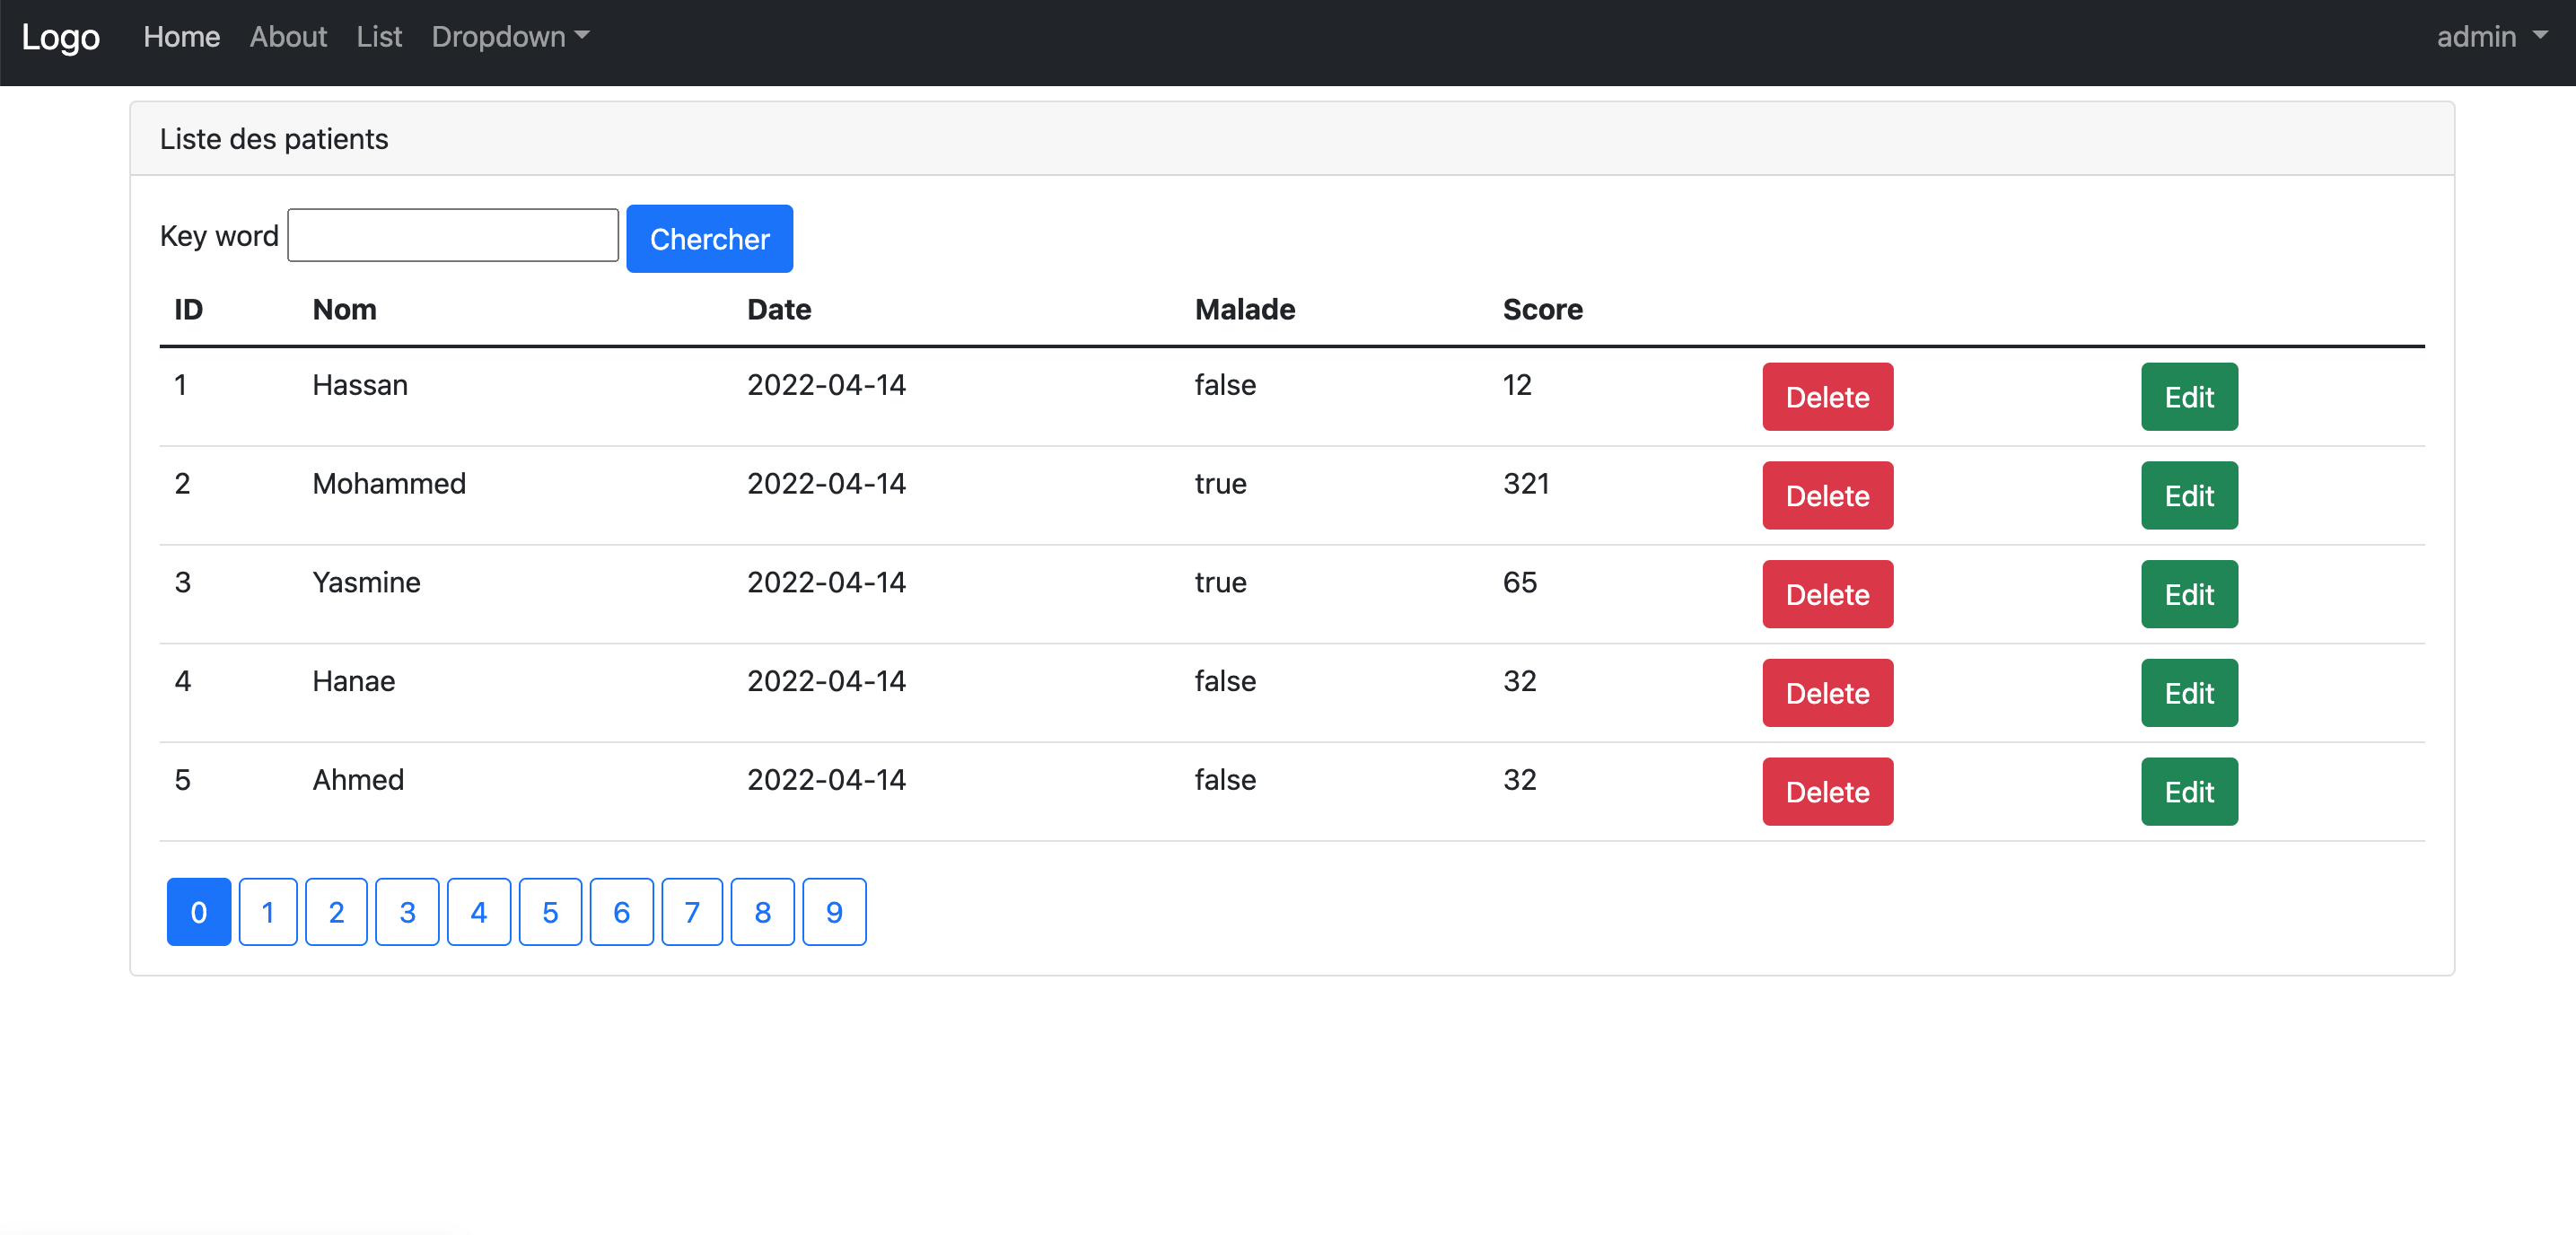 Logo Home About List Dropdown admin
Liste des patients
Key word Chercher
ID Nom Date Malade Score
1 Hassan 2022-04-14 false 12 Delete Edit
2 Mohammed 2022-04-14 true 321 Delete Edit
3 Yasmine 2022-04-14 true 65 Delete Edit
4 Hanae 2022-04-14 false 32 Delete Edit
5 Ahmed 2022-04-14 false 32 Delete Edit
0 1 2 3 4 5 6 7 8 9